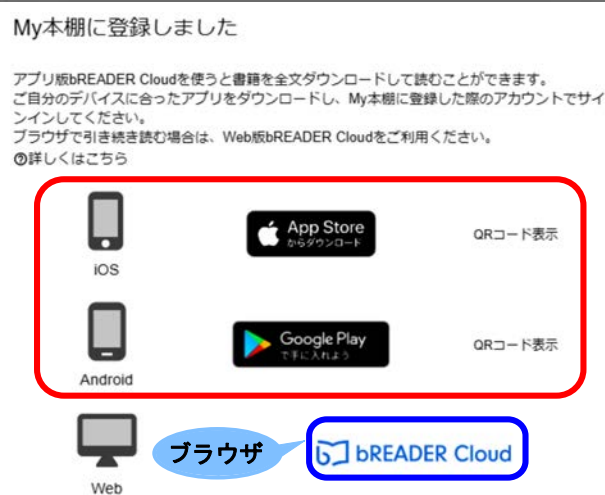 My本棚に登録しました
アプリ版bREADER Cloudを使うと書籍を全文ダウンロードして読むことができます。
ご自分のデバイスに合ったアプリをダウンロードし、My本棚に登録した際のアカウントでサイ
ンインしてください。
ブラウザで引き続き読む場合は、Web版bREADER Cloudをご利用ください。
?詳しくはこちら
App Store
からダウンロード
QRコード表示
iOS
Google Play
で手に入れよう
QRコード表示
Android
ブラウザ
bREADER Cloud
Web